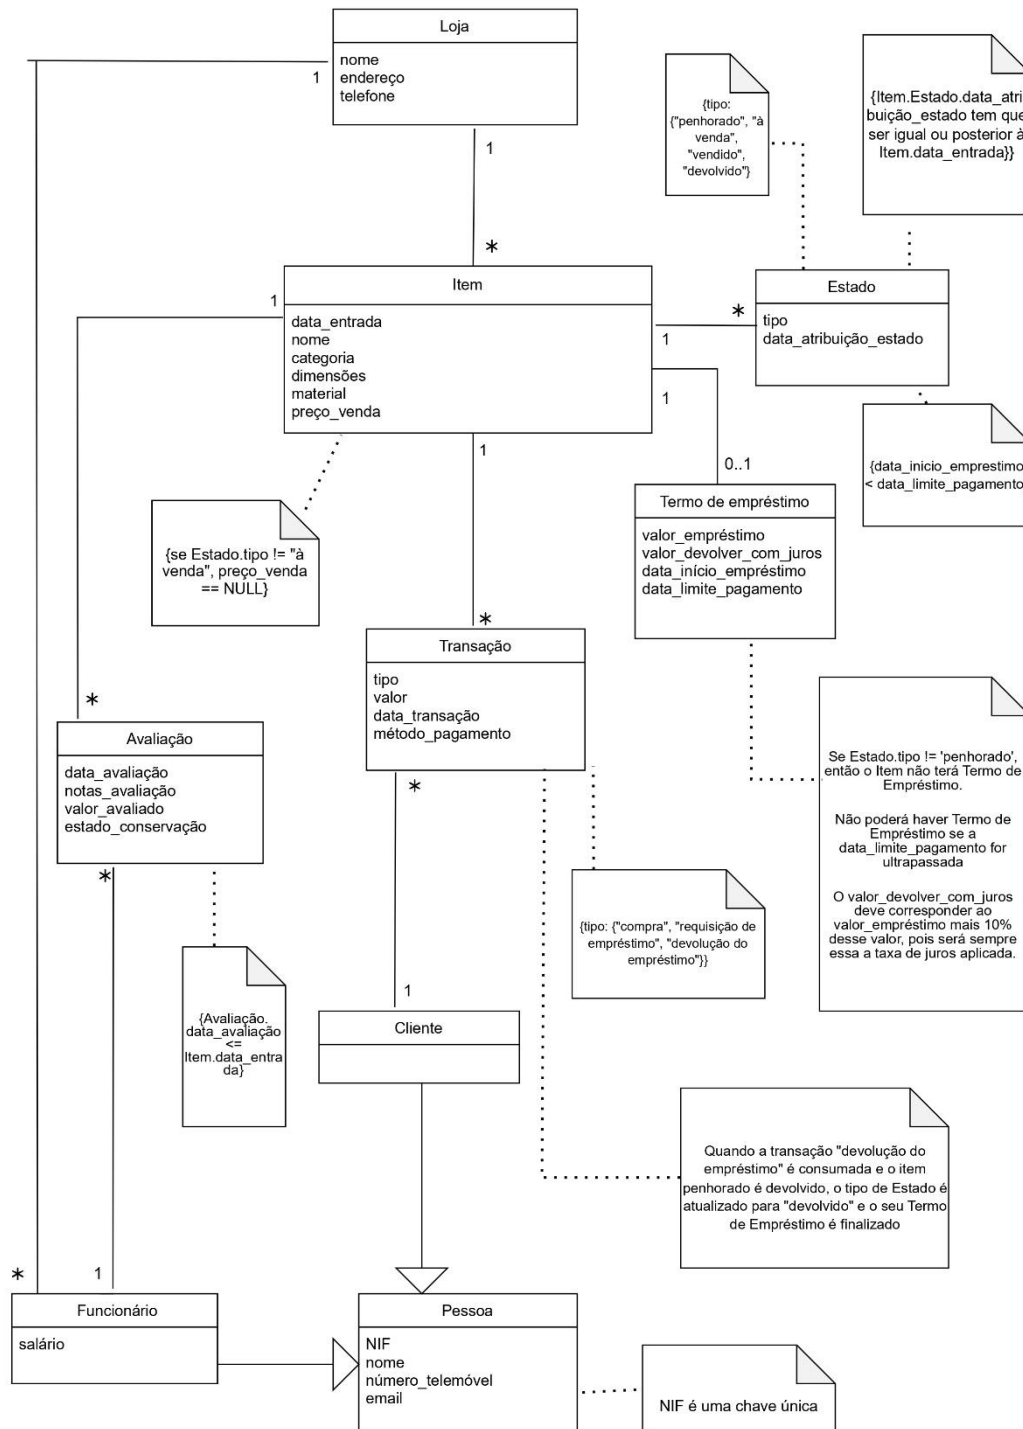 Loja
nome
endereço
telefone
1
1
*
{tipo:
{"penhorado", "à
venda",
"vendido",
"devolvido"}
{Item.Estado.data_atri
buição_estado tem que
ser igual ou posterior à
Item.data_entrada}}
Item
data_entrada
nome
categoria
dimensões
material
preço_venda
1
1
*
1
1
Estado
tipo
data_atribuição_estado
{data_inicio_emprestimo
< data_limite_pagamento
0..1
Termo de empréstimo
valor_empréstimo
valor_devolver_com_juros
data_início_empréstimo
data_limite_pagamento
{se Estado.tipo != "à
venda", preço_venda
== NULL}
*
Transação
tipo
valor
data_transação
método_pagamento
*
*
Avaliação
data_avaliação
notas_avaliação
valor_avaliado
estado_conservação
*
Se Estado.tipo != 'penhorado',
então o Item não terá Termo de
Empréstimo.
Não poderá haver Termo de
Empréstimo se a
data_limite_pagamento for
ultrapassada
O valor_devolver_com_juros
deve corresponder ao
valor_empréstimo mais 10%
desse valor, pois será sempre
essa a taxa de juros aplicada.
{tipo: {"compra", "requisição de
empréstimo", "devolução do
empréstimo"}}
{Avaliação.
data_avaliação
<=
Item.data_entra
da}
1
Cliente
Quando a transação "devolução do
empréstimo" é consumada e o item
penhorado é devolvido, o tipo de Estado é
atualizado para "devolvido" e o seu Termo
de Empréstimo é finalizado
*
1
Funcionário
salário
Pessoa
NIF
nome
número_telemóvel
email
NIF é uma chave única